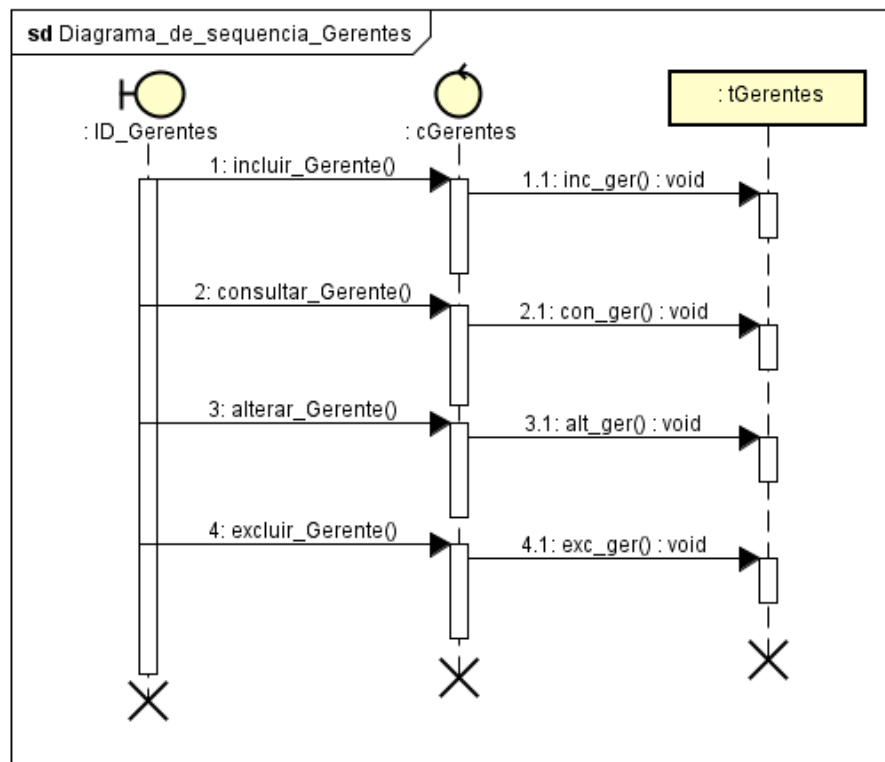 sd Diagrama_de_sequencia_Gerentes
: ID_Gerentes
: cGerentes
: tGerentes
1: incluir_Gerente()
1.1: inc_ger() : void
2: consultar_Gerente()
2.1: con_ger() : void
3: alterar_Gerente()
3.1: alt_ger() : void
4: excluir_Gerente()
4.1: exc_ger() : void